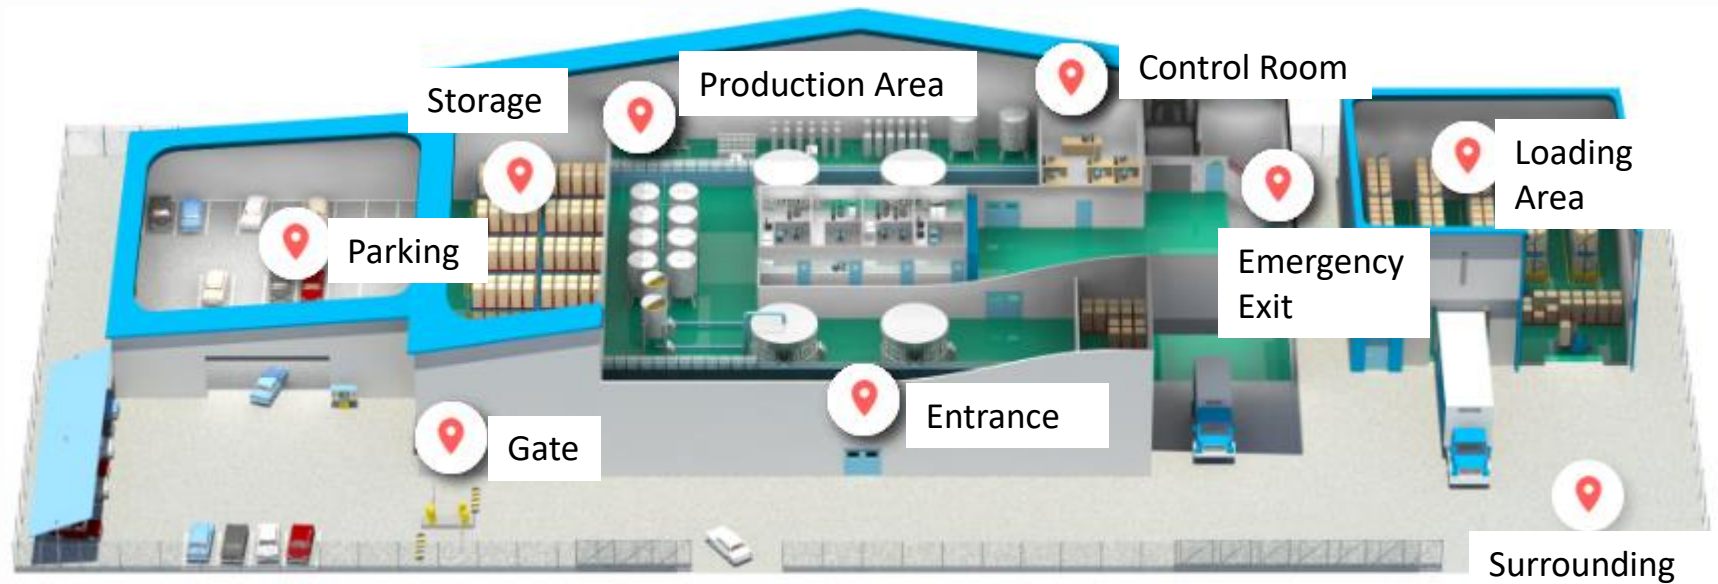 Production Area
Control Room
Storage
Loading
Area
Parking
Emergency
Exit
Entrance
Gate
Surrounding